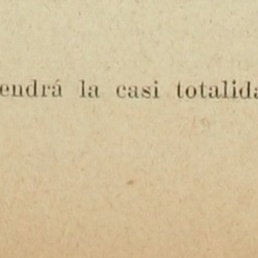 endrá la casi totalida